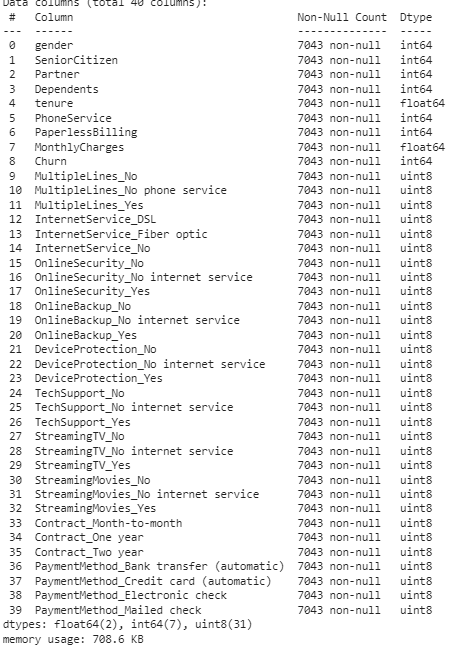 Data columns (total 40 columns):
#   Column                                   Non-Null Count  Dtype
---  ------                                   --------------  -----
0   gender                                   7043 non-null   int64
1   SeniorCitizen                            7043 non-null   int64
2   Partner                                  7043 non-null   int64
3   Dependents                               7043 non-null   int64
4   tenure                                   7043 non-null   float64
5   PhoneService                             7043 non-null   int64
6   PaperlessBilling                         7043 non-null   int64
7   MonthlyCharges                           7043 non-null   float64
8   Churn                                    7043 non-null   int64
9   MultipleLines_No                         7043 non-null   uint8
10  MultipleLines_No phone service           7043 non-null   uint8
11  MultipleLines_Yes                        7043 non-null   uint8
12  InternetService_DSL                      7043 non-null   uint8
13  InternetService_Fiber optic              7043 non-null   uint8
14  InternetService_No                       7043 non-null   uint8
15  OnlineSecurity_No                        7043 non-null   uint8
16  OnlineSecurity_No internet service       7043 non-null   uint8
17  OnlineSecurity_Yes                       7043 non-null   uint8
18  OnlineBackup_No                          7043 non-null   uint8
19  OnlineBackup_No internet service         7043 non-null   uint8
20  OnlineBackup_Yes                         7043 non-null   uint8
21  DeviceProtection_No                      7043 non-null   uint8
22  DeviceProtection_No internet service     7043 non-null   uint8
23  DeviceProtection_Yes                     7043 non-null   uint8
24  TechSupport_No                           7043 non-null   uint8
25  TechSupport_No internet service          7043 non-null   uint8
26  TechSupport_Yes                          7043 non-null   uint8
27  StreamingTV_No                           7043 non-null   uint8
28  StreamingTV_No internet service          7043 non-null   uint8
29  StreamingTV_Yes                          7043 non-null   uint8
30  StreamingMovies_No                       7043 non-null   uint8
31  StreamingMovies_No internet service      7043 non-null   uint8
32  StreamingMovies_Yes                      7043 non-null   uint8
33  Contract_Month-to-month                  7043 non-null   uint8
34  Contract_One year                        7043 non-null   uint8
35  Contract_Two year                        7043 non-null   uint8
36  PaymentMethod_Bank transfer (automatic)  7043 non-null   uint8
37  PaymentMethod_Credit card (automatic)    7043 non-null   uint8
38  PaymentMethod_Electronic check           7043 non-null   uint8
39  PaymentMethod_Mailed check               7043 non-null   uint8
dtypes: float64(2), int64(7), uint8(31)
memory usage: 708.6 KB